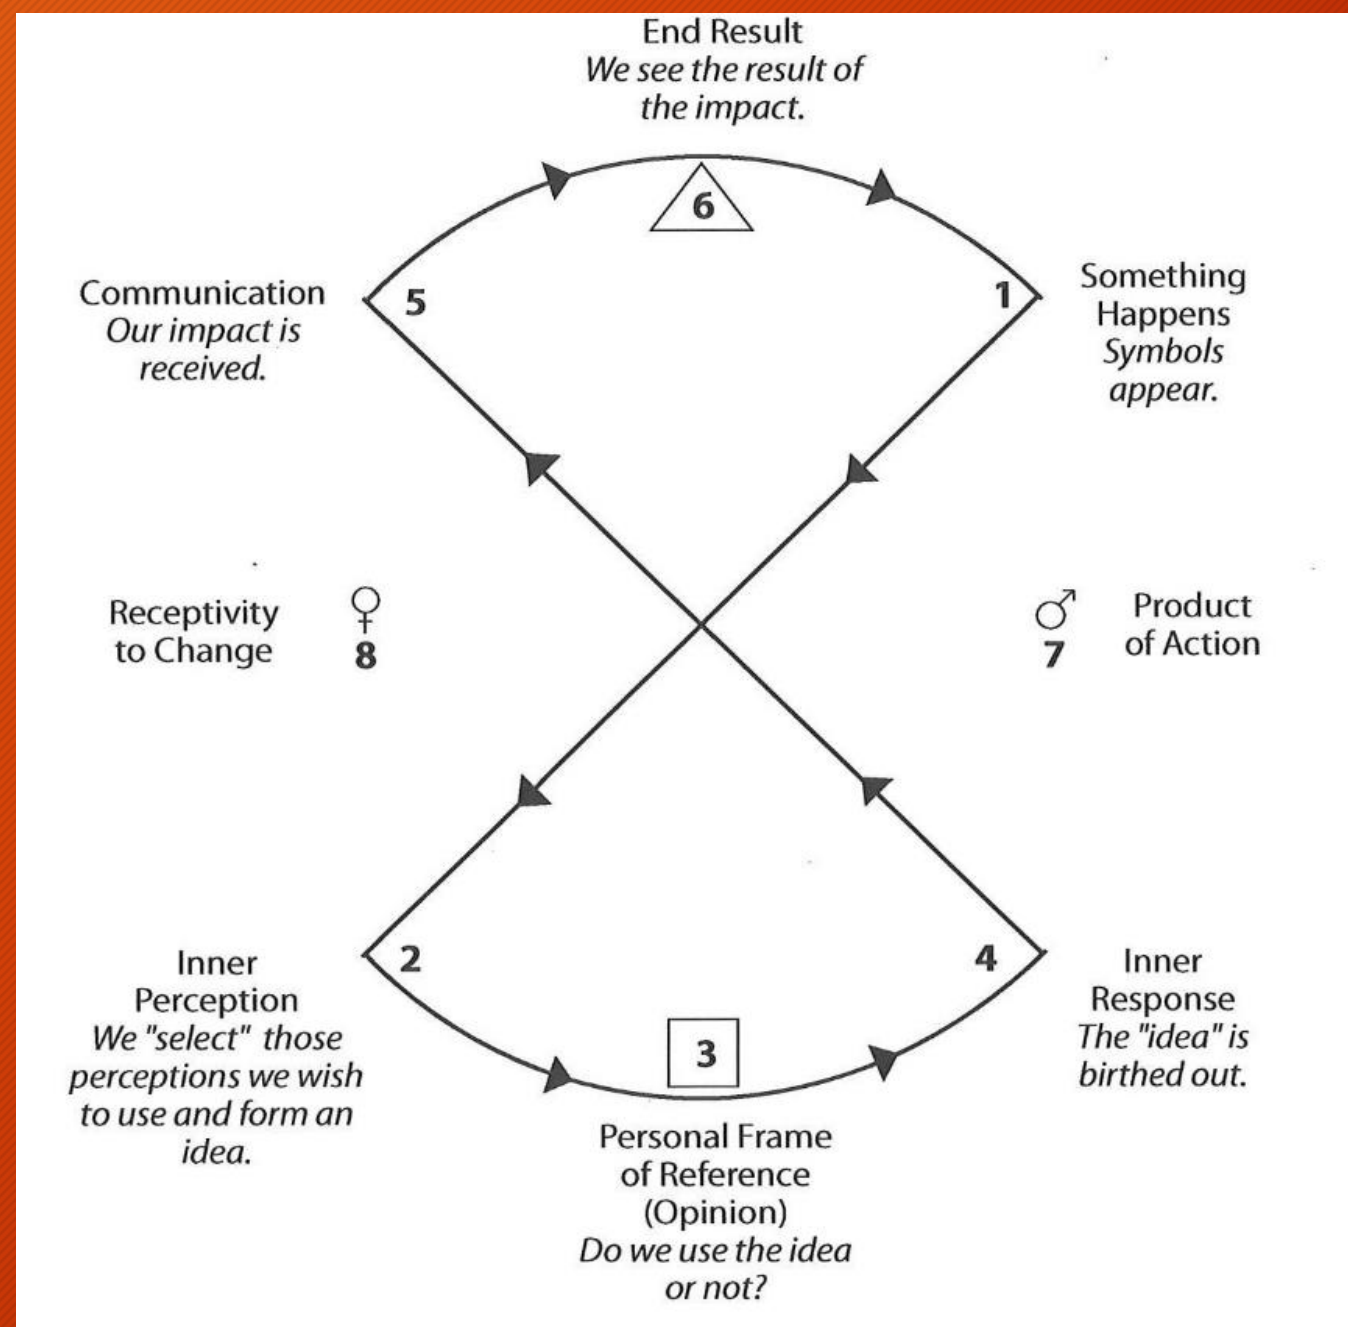 End Result
We see the result of
the impact.
6
Communication
Our impact is
received.
5
1
Something
Happens
Symbols
appear.
Receptivity
to Change
♀
8
♂
7
Product
of Action
Inner
Perception
We "select" those
perceptions we wish
to use and form an
idea.
2
4
Inner
Response
The "idea" is
birthed out.
3
Personal Frame
of Reference
(Opinion)
Do we use the idea
or not?